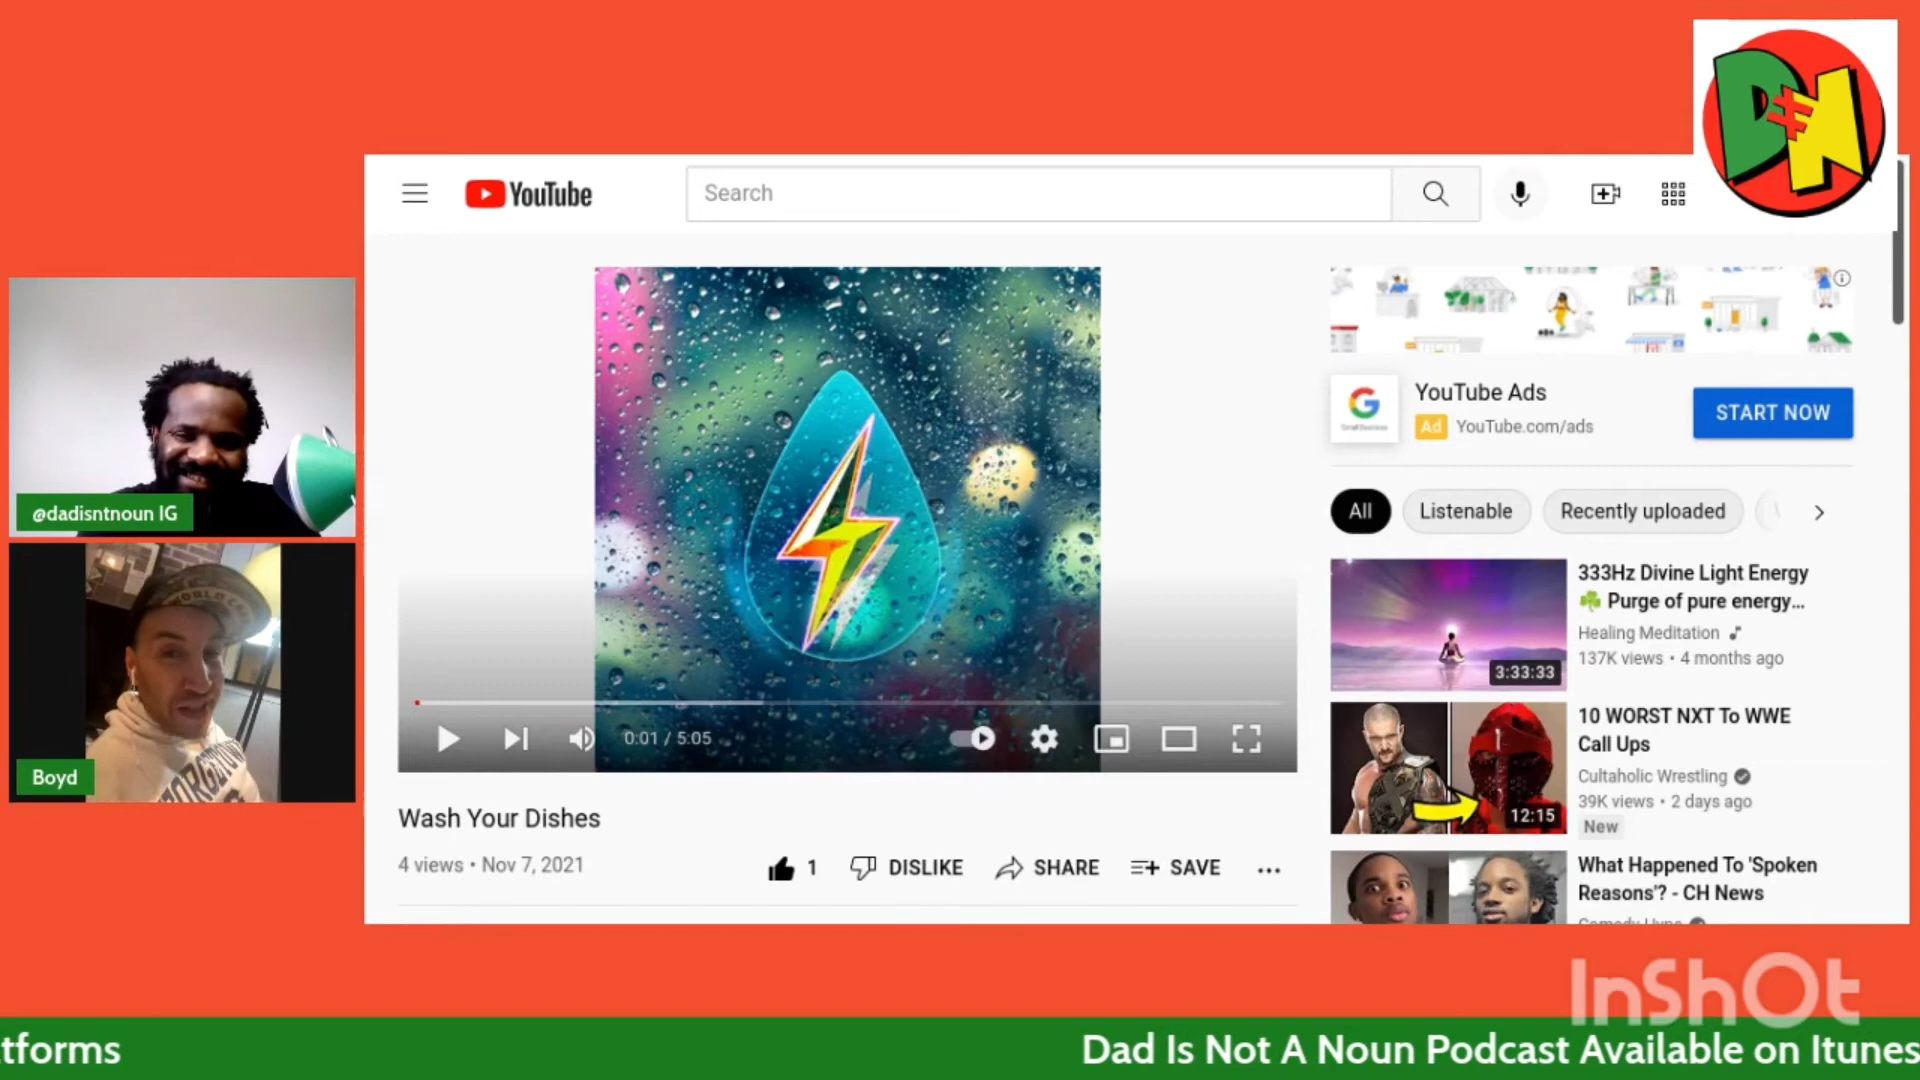 D#N
YouTube
Search
YouTube Ads
Ad YouTube.com/ads
START NOW
All
Listenable
Recently uploaded
333Hz Divine Light Energy
Purge of pure energy...
Healing Meditation
137K views • 4 months ago
3:33:33
10 WORST NXT To WWE
Call Ups
Cultaholic Wrestling
39K views • 2 days ago
New
12:15
What Happened To 'Spoken
Reasons'? - CH News
@dadisntnoun IG
WORLD
Boyd
0:01 / 5:05
Wash Your Dishes
4 views • Nov 7, 2021
1
DISLIKE
SHARE
SAVE
InShOt
tforms
Dad Is Not A Noun Podcast Available on Itunes